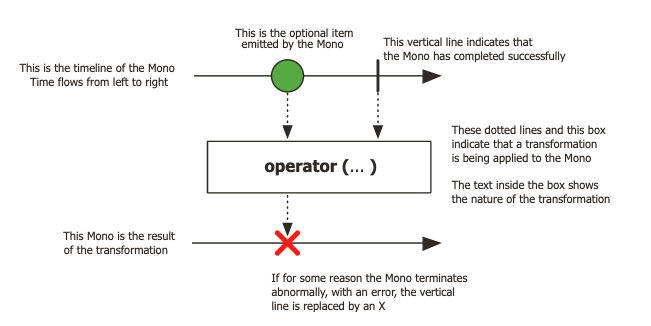 This is the optional item
emitted by the Mono
This vertical line indicates that
the Mono has completed successfully
This is the timeline of the Mono
Time flows from left to right
These dotted lines and this box
indicate that a transformation
is being applied to the Mono
operator (... )
The text inside the box shows
the nature of the transformation
This Mono is the result
of the transformation
If for some reason the Mono terminates
abnormally, with an error, the vertical
line is replaced by an X